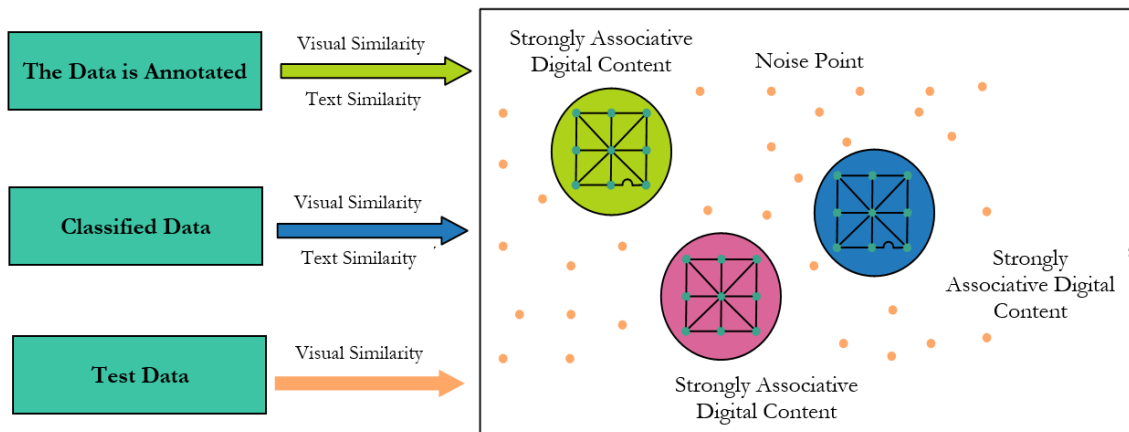 The Data is Annotated
Visual Similarity
Text Similarity
Classified Data
Visual Similarity
Text Similarity
Test Data
Visual Similarity
Strongly Associative
Digital Content
Noise Point
Strongly
Associative Digital
Content
Strongly Associative
Digital Content